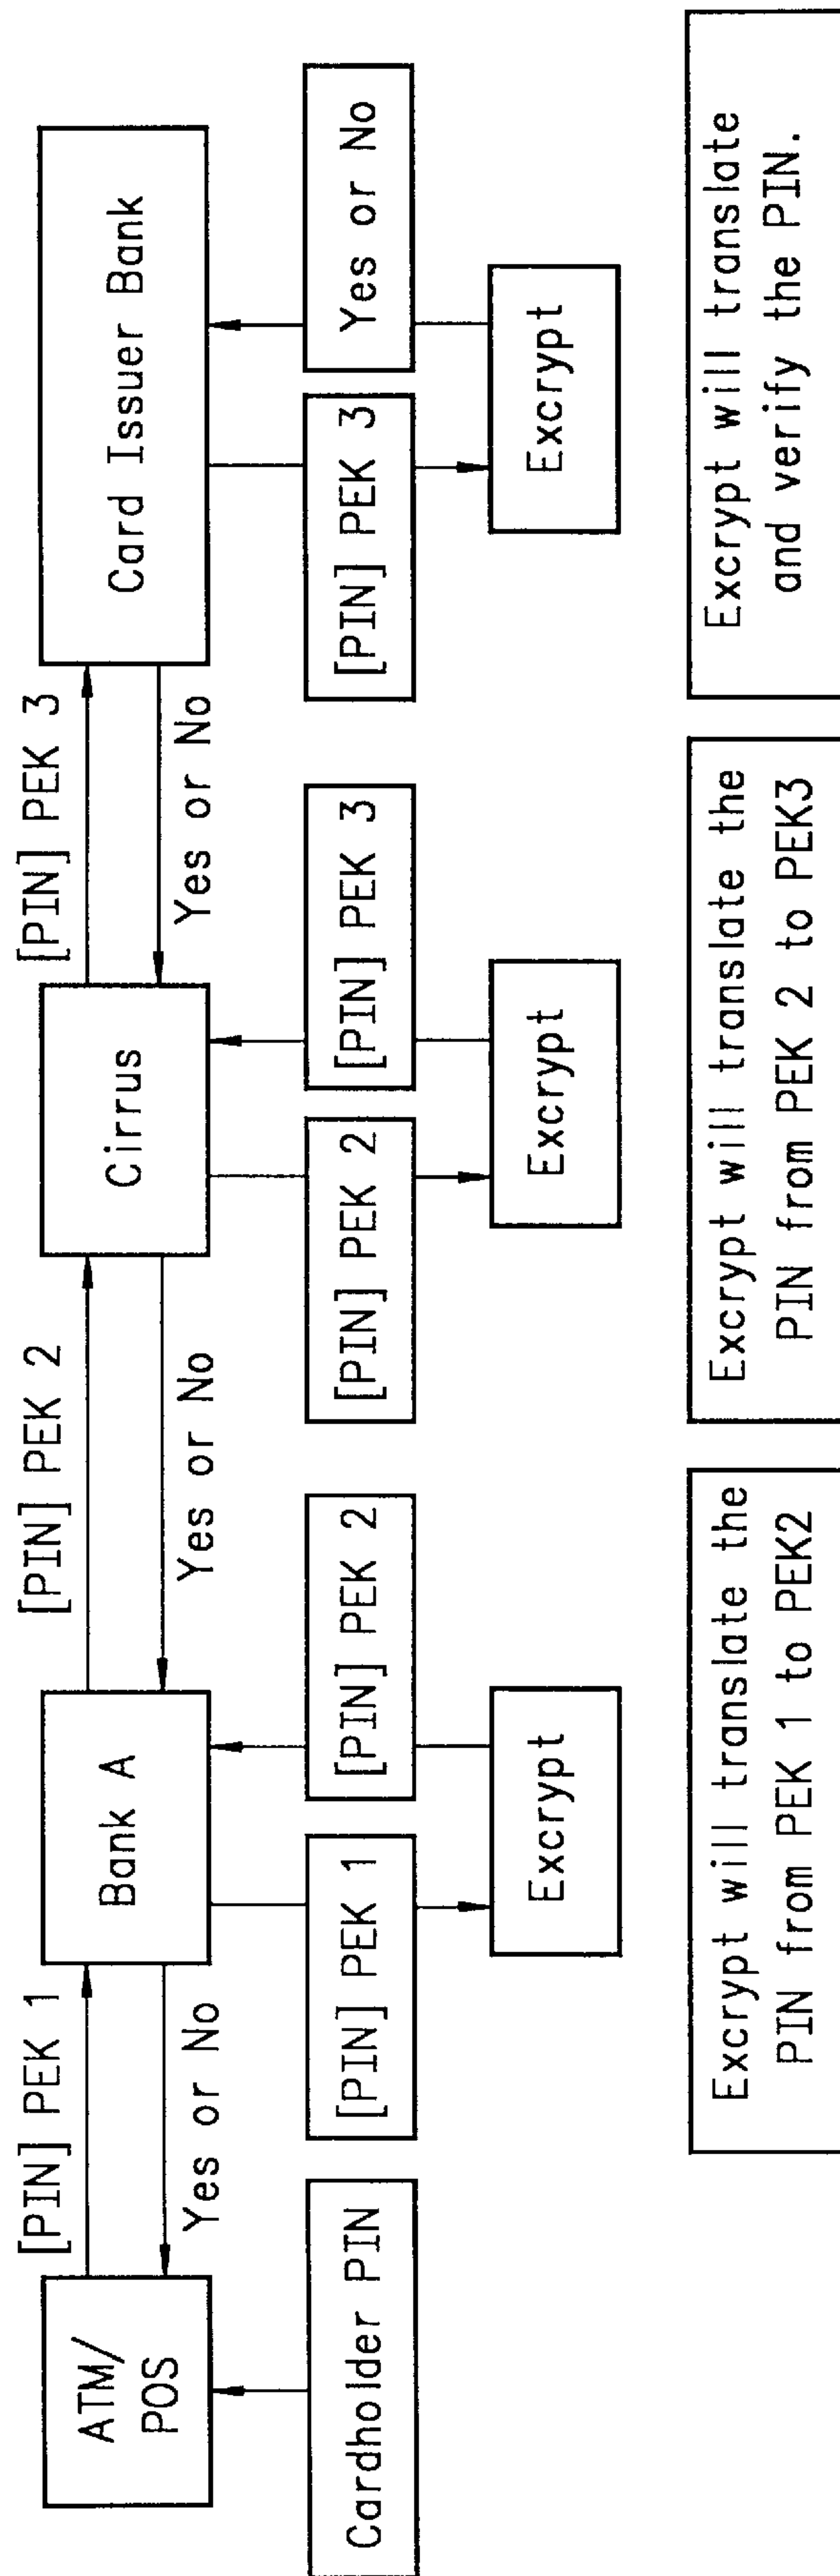 [PIN] PEK 1
[PIN] PEK 2
[PIN] PEK 3
ATM/
POS
Bank A
Cirrus
Card Issuer Bank
Yes or No
Yes or No
Yes or No
Cardholder PIN
[PIN] PEK 1
[PIN] PEK 2
[PIN] PEK 2
[PIN] PEK 3
[PIN] PEK 3
Yes or No
Excrypt
Excrypt
Excrypt
Excrypt will translate the
PIN from PEK 1 to PEK2
Excrypt will translate the
PIN from PEK 2 to PEK3
Excrypt will translate
and verify the PIN.